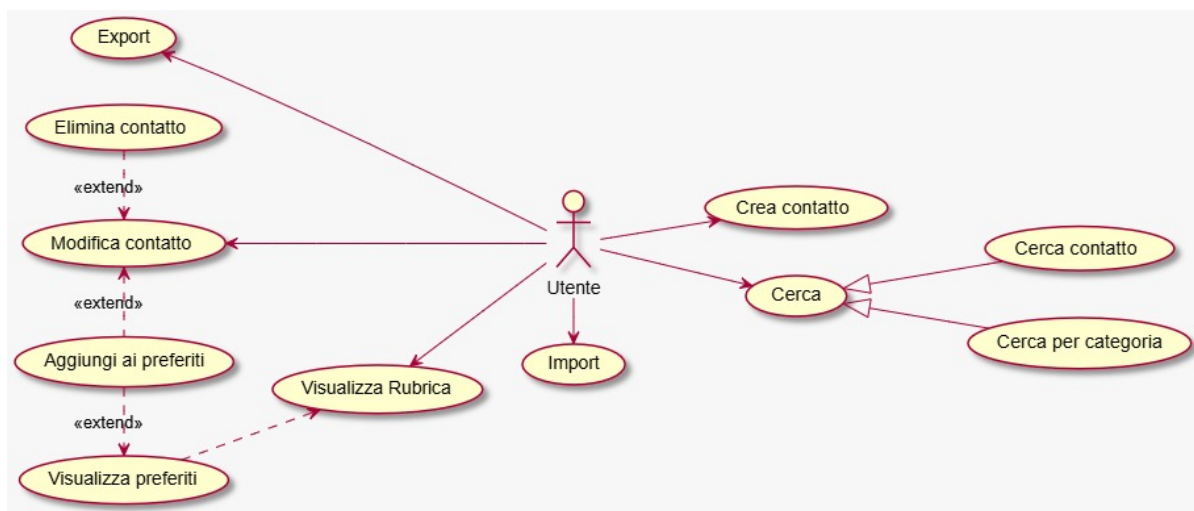 Export
Elimina contatto
«extend»
Modifica contatto
«extend»
Aggiungi ai preferiti
«extend»
Visualizza preferiti
Visualizza Rubrica
Utente
Import
Crea contatto
Cerca
Cerca contatto
Cerca per categoria